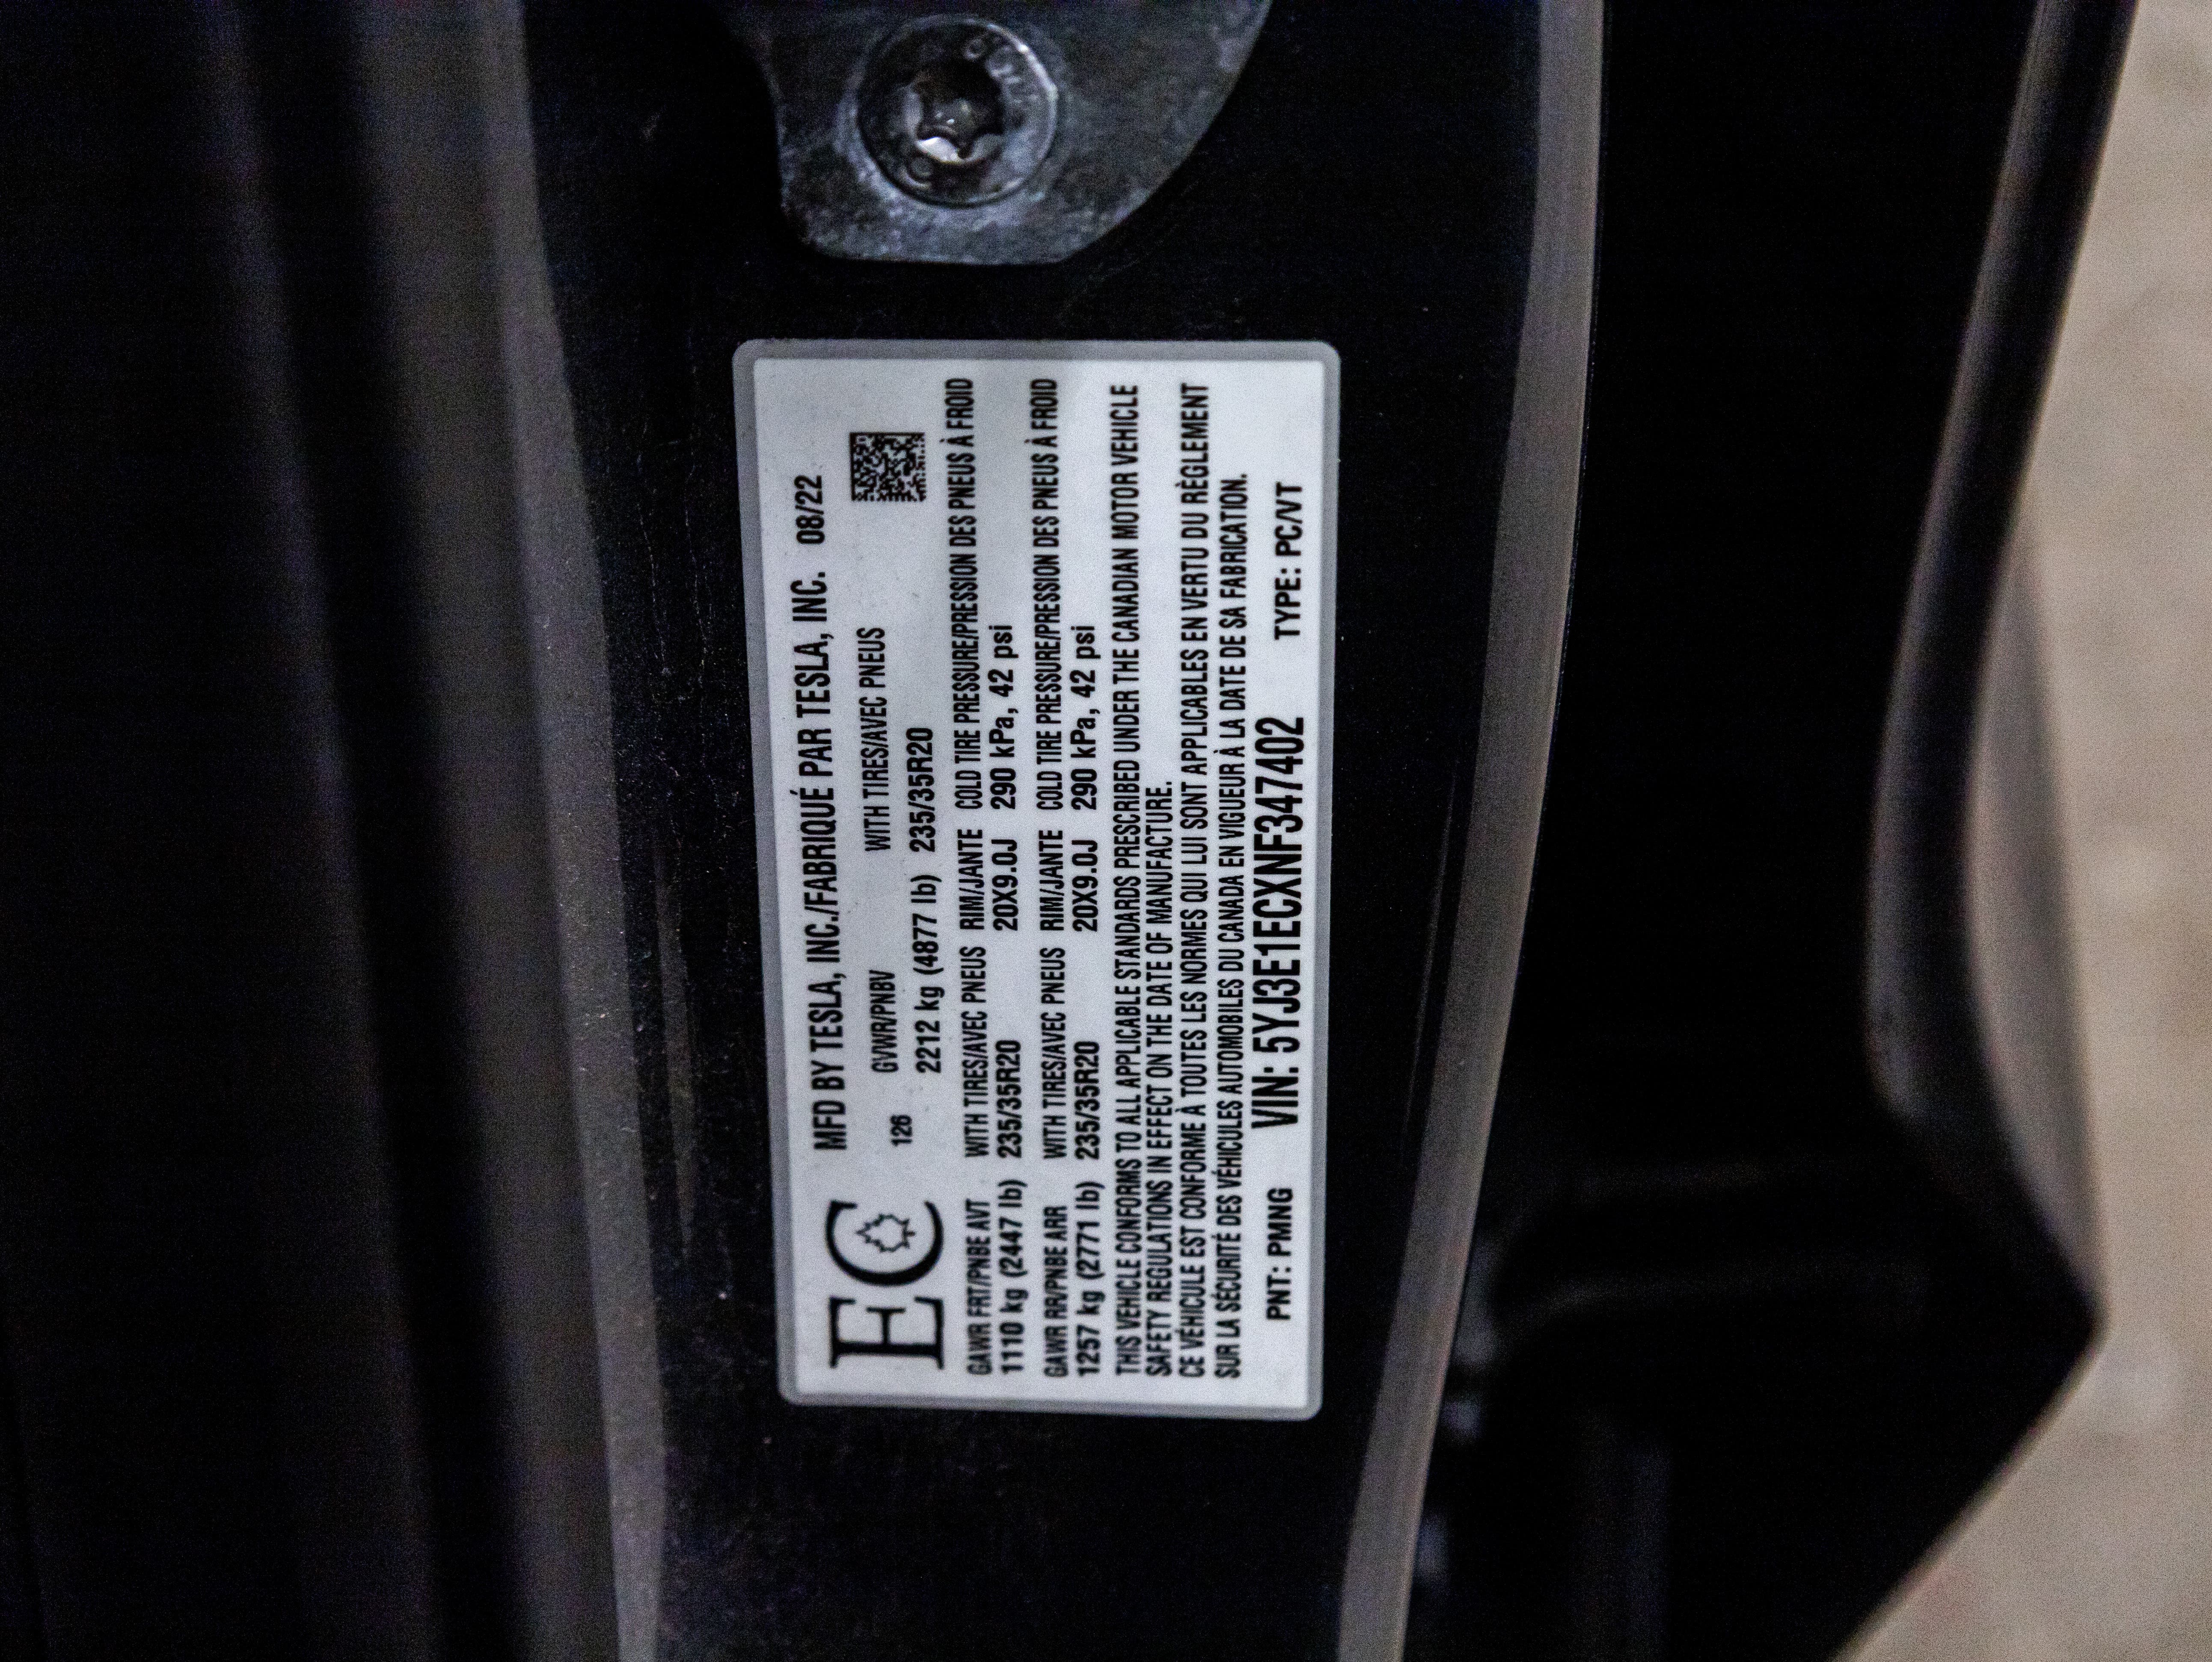 EC
MFD BY TESLA, INC./FABRIQUÉ PAR TESLA, INC. 08/22
126 GVWR/PNBV WITH TIRES/AVEC PNEUS
2212 kg (4877 lb) 235/35R20
GAWR FRT/PNBE AVT WITH TIRES/AVEC PNEUS RIM/JANTE COLD TIRE PRESSURE/PRESSION DES PNEUS À FROID
1110 kg (2447 lb) 235/35R20 20X9.0J 290 kPa, 42 psi
GAWR RR/PNBE ARR WITH TIRES/AVEC PNEUS RIM/JANTE COLD TIRE PRESSURE/PRESSION DES PNEUS À FROID
1257 kg (2771 lb) 235/35R20 20X9.0J 290 kPa, 42 psi
THIS VEHICLE CONFORMS TO ALL APPLICABLE STANDARDS PRESCRIBED UNDER THE CANADIAN MOTOR VEHICLE
SAFETY REGULATIONS IN EFFECT ON THE DATE OF MANUFACTURE.
CE VÉHICULE EST CONFORME À TOUTES LES NORMES QUI LUI SONT APPLICABLES EN VERTU DU RÈGLEMENT
SUR LA SÉCURITÉ DES VÉHICULES AUTOMOBILES DU CANADA EN VIGUEUR À LA DATE DE SA FABRICATION.
PNT: PMNG VIN: 5YJ3E1ECXNF347402 TYPE: PC/VT